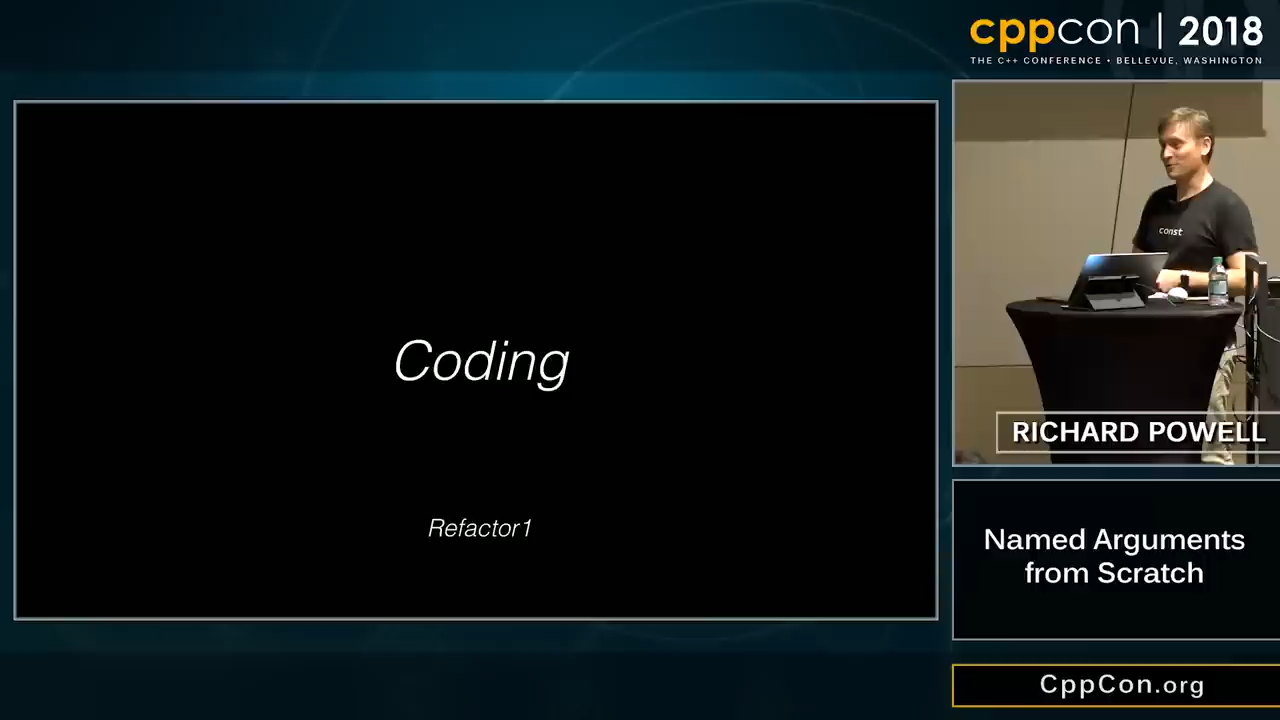 cppcon | 2018
THE C++ CONFERENCE • BELLEVUE, WASHINGTON
Coding
Refactor1
const
RICHARD POWELL
Named Arguments
from Scratch
CppCon.org